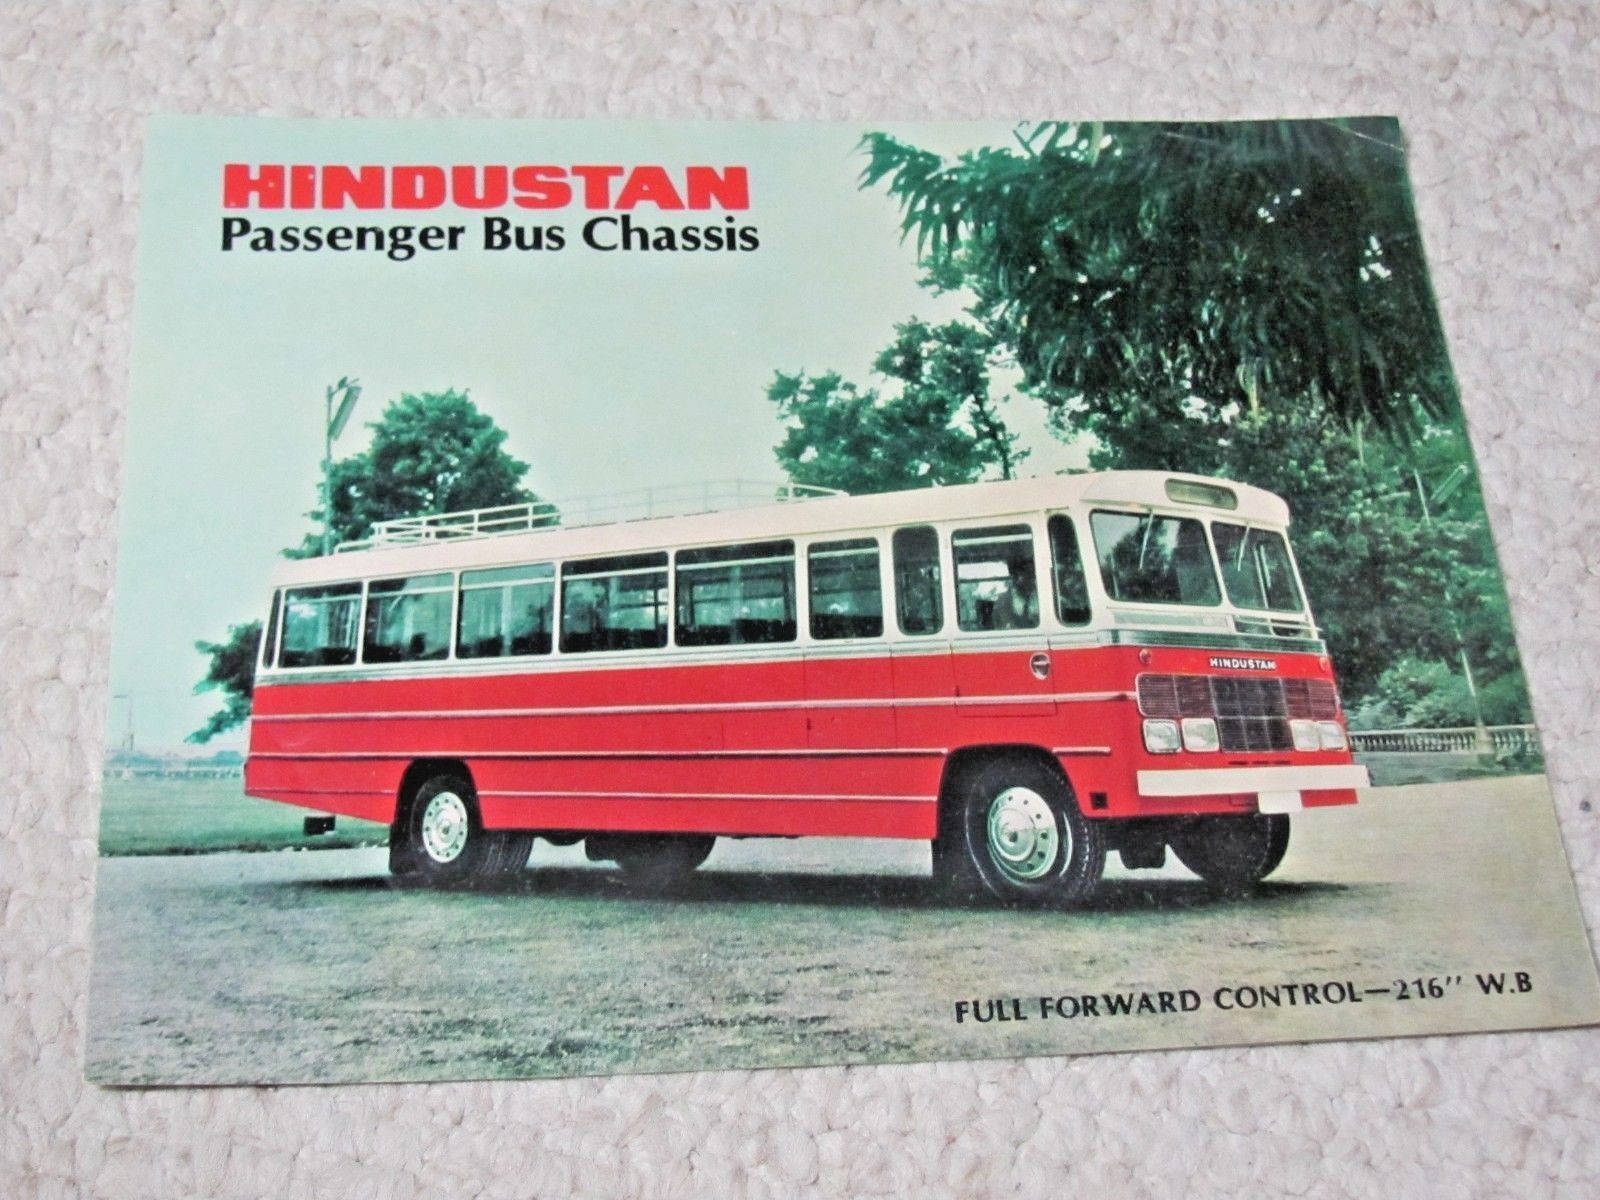 HINDUSTAN
Passenger Bus Chassis
HINDUSTAN
FULL FORWARD CONTROL—216" W.B